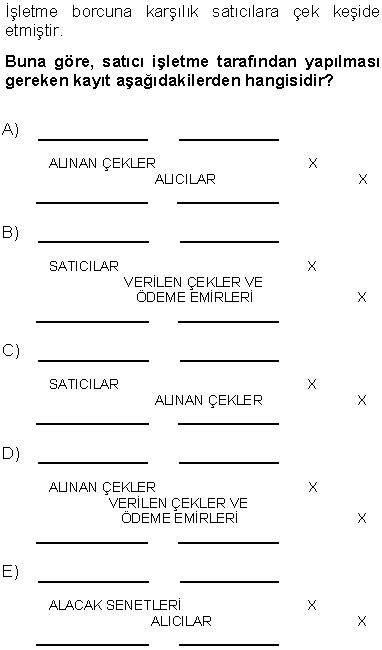 İşletme borcuna karşılık satıcılara çek keşide
etmiştir.
Buna göre, satıcı işletme tarafından yapılması
gereken kayıt aşağıdakilerden hangisidir?
A)
ALINAN ÇEKLER X
ALICILAR X
B)
SATICILAR X
VERİLEN ÇEKLER VE
ÖDEME EMİRLERİ X
C)
SATICILAR X
ALINAN ÇEKLER X
D)
ALINAN ÇEKLER X
VERİLEN ÇEKLER VE
ÖDEME EMİRLERİ X
E)
ALACAK SENETLERİ X
ALICILAR X